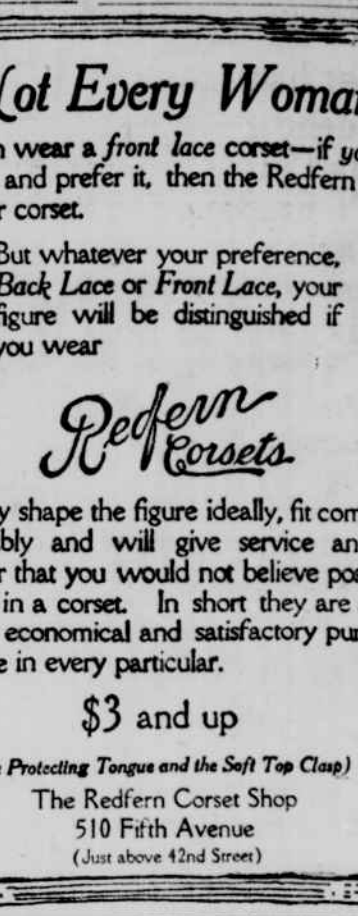 ot Every Woman
n wear a front lace corset—if yo
and prefer it, then the Redfern
r corset.
But whatever your preference,
Back Lace or Front Lace, your
figure will be distinguished if
you wear
Redfern
Corsets
y shape the figure ideally, fit com
bly and will give service an
r that you would not believe pos
in a corset. In short they are
economical and satisfactory pur
e in every particular.
$3 and up
Protecting Tongue and the Soft Top Clasp)
The Redfern Corset Shop
510 Fifth Avenue
(Just above 42nd Street)